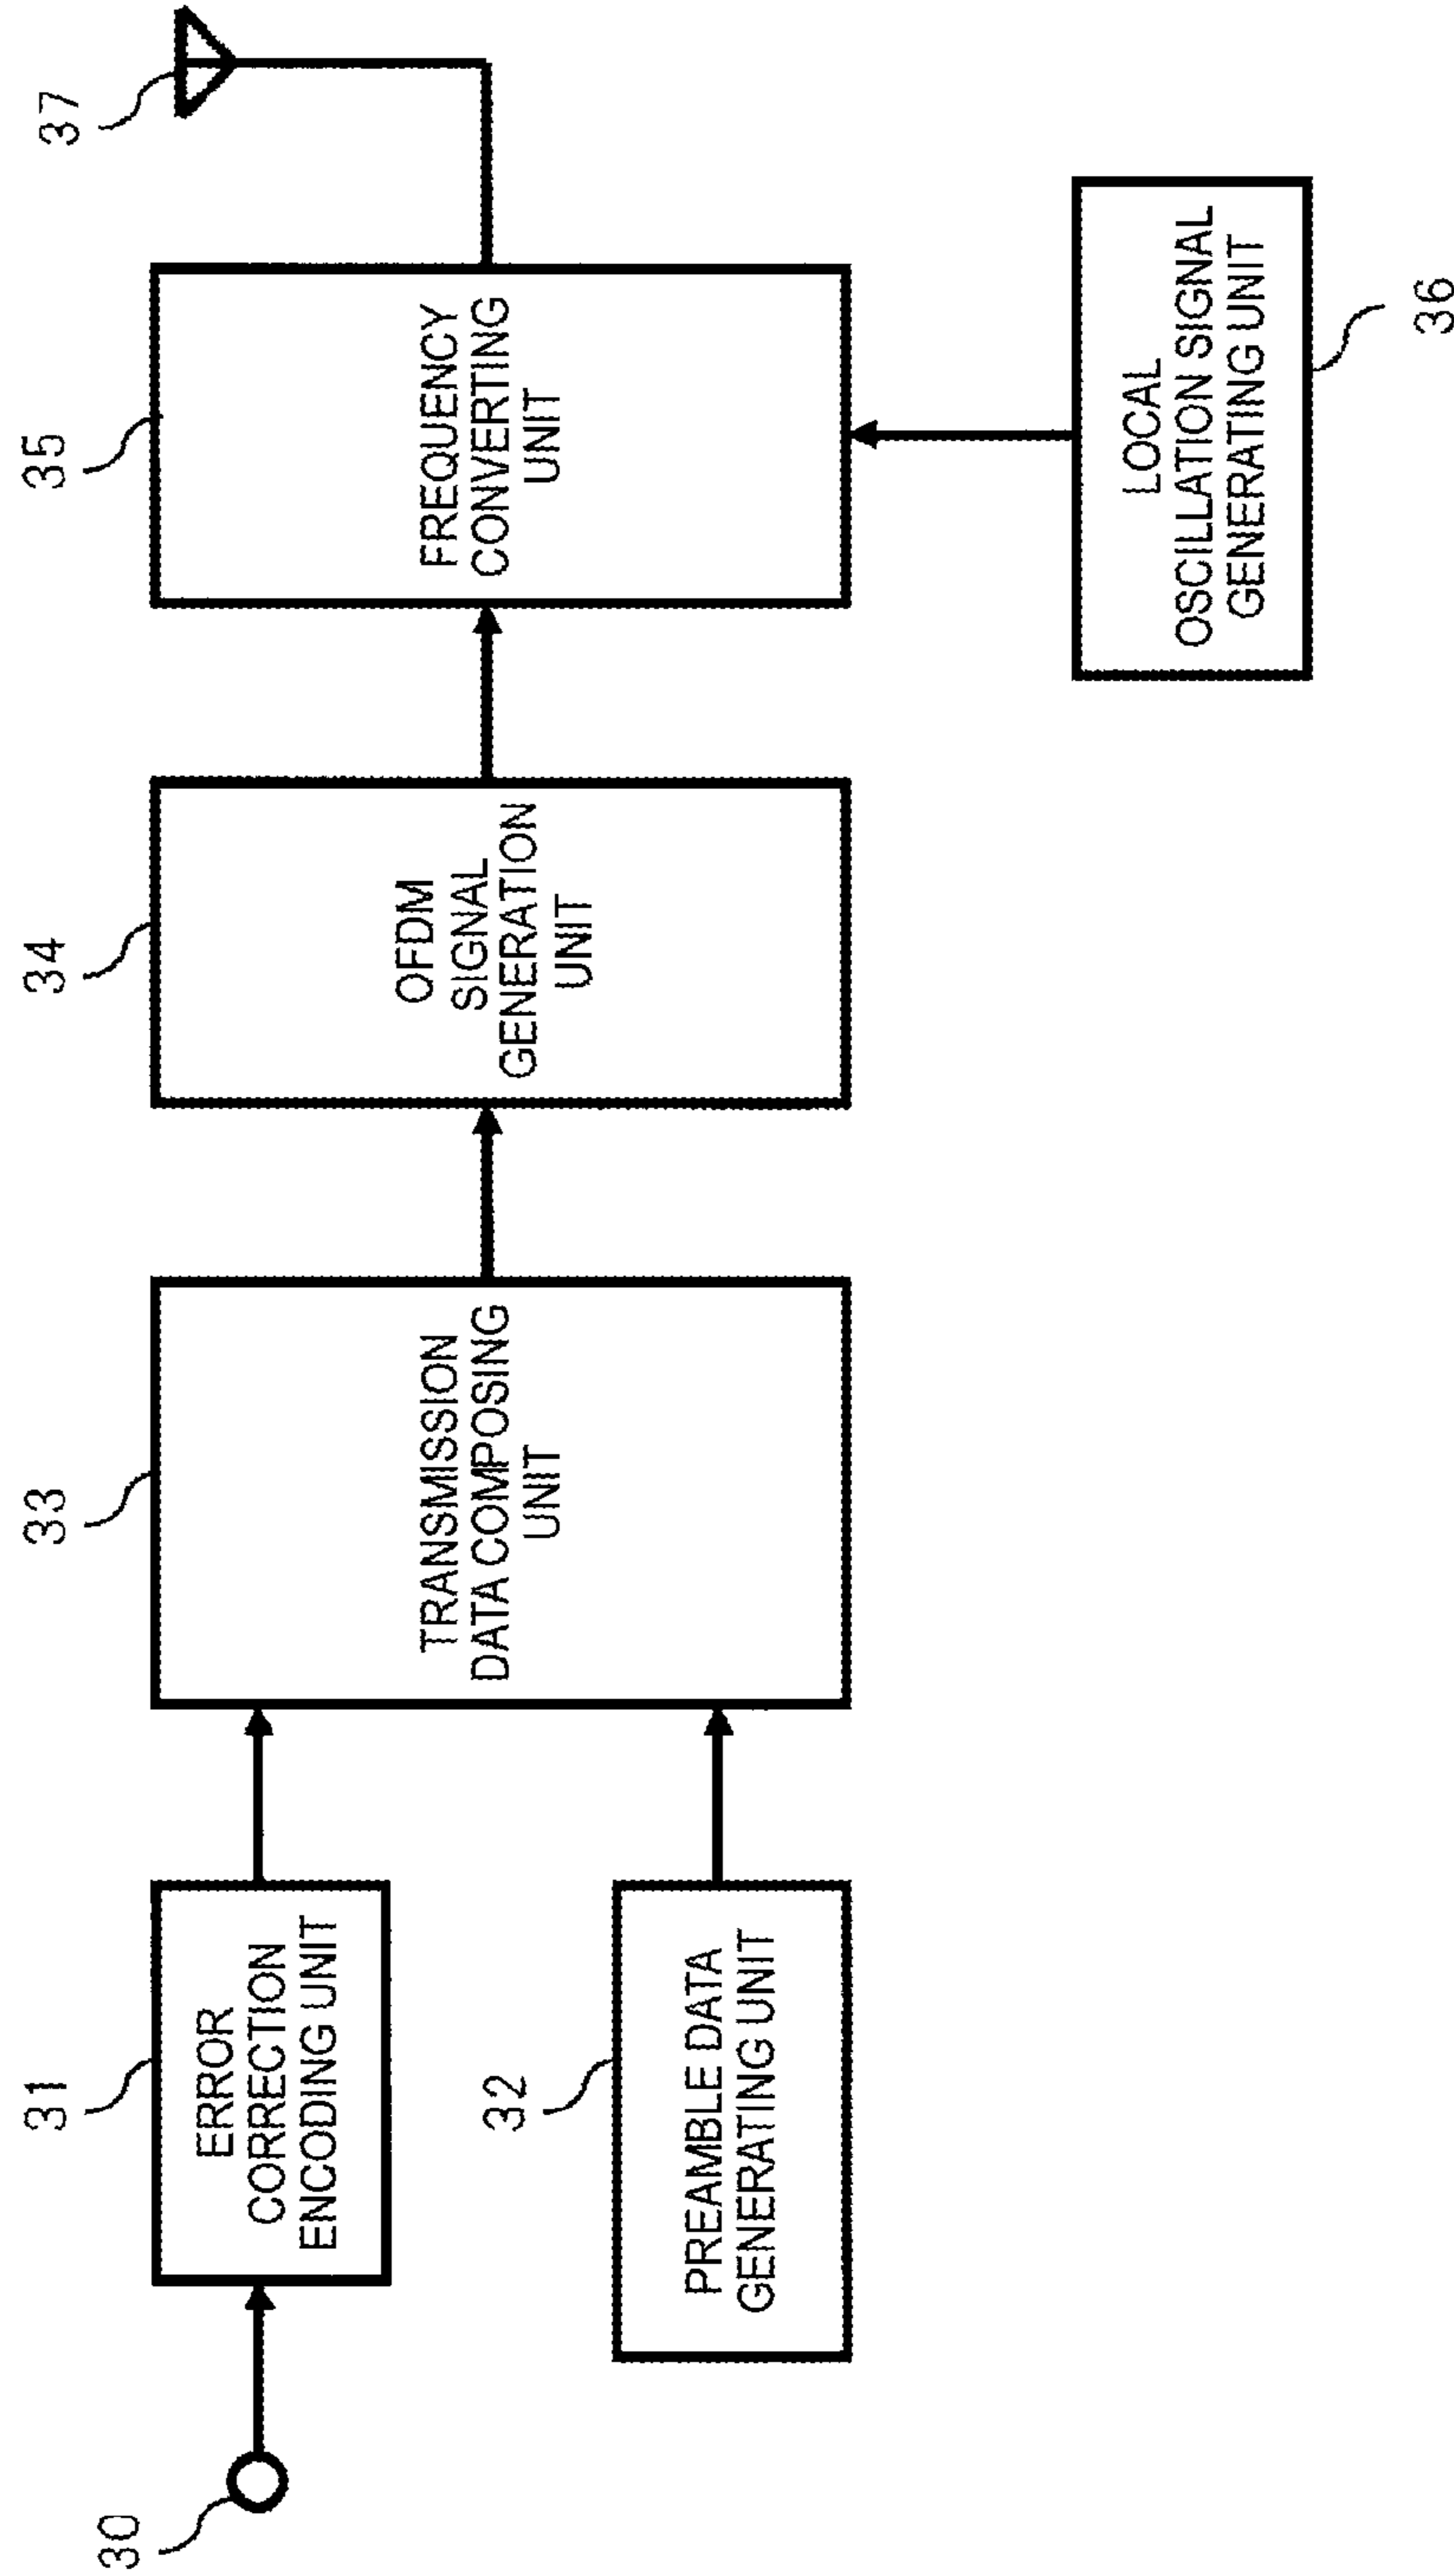 30
31
ERROR
CORRECTION
ENCODING UNIT
32
PREAMBLE DATA
GENERATING UNIT
33
TRANSMISSION
DATA COMPOSING
UNIT
34
OFDM
SIGNAL
GENERATION
UNIT
35
FREQUENCY
CONVERTING
UNIT
36
LOCAL
OSCILLATION SIGNAL
GENERATING UNIT
37